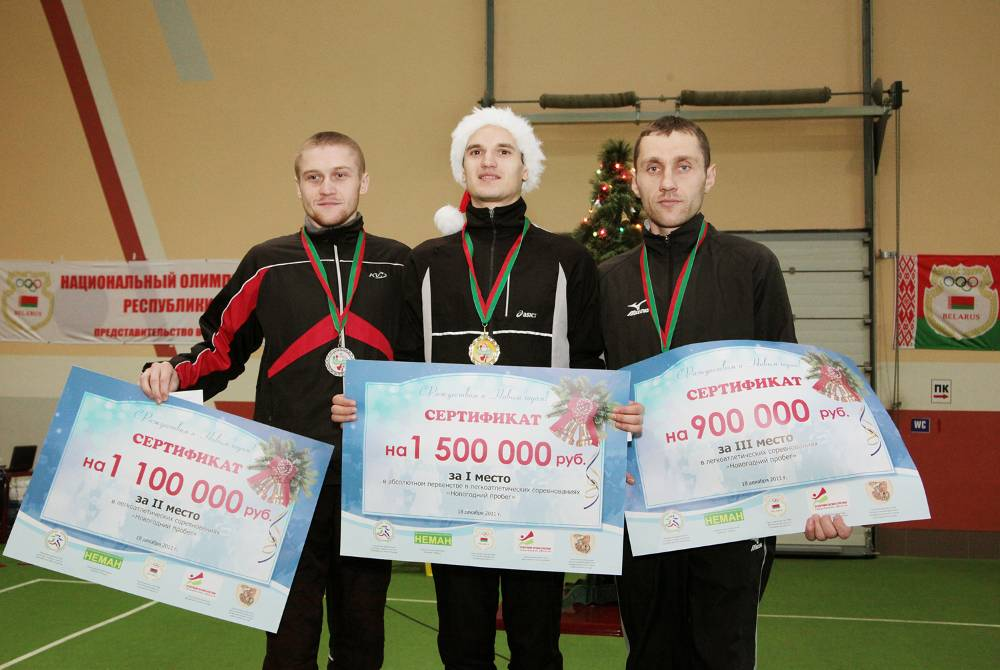 НАЦИОНАЛЬНЫЙ ОЛИМП
РЕСПУБЛИКИ
ПРЕДСТАВИТЕЛЬСТВО
BELARUS
BELARUS
ПК
WC
KV+
asics
MIZUNO
С Рождеством и Новым годом!
СЕРТИФИКАТ
на 1 100 000 руб.
за II место
в легкоатлетических соревнованиях
«Новогодний пробег»
18 декабря 2011 г.
НЕМАН
С Рождеством и Новым годом!
СЕРТИФИКАТ
на 1 500 000 руб.
за I место
в абсолютном первенстве в легкоатлетических соревнованиях
«Новогодний пробег»
18 декабря 2011 г.
НЕМАН
С Рождеством и Новым годом!
СЕРТИФИКАТ
на 900 000 руб.
за III место
в легкоатлетических соревнованиях
«Новогодний пробег»
18 декабря 2011 г.
НЕМАН